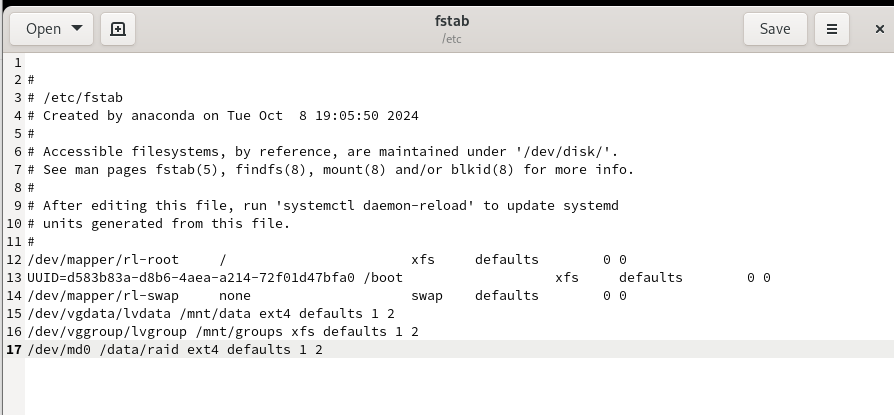 Open
fstab
/etc
Save
1
2 #
3 # /etc/fstab
4 # Created by anaconda on Tue Oct  8 19:05:50 2024
5 #
6 # Accessible filesystems, by reference, are maintained under '/dev/disk/'.
7 # See man pages fstab(5), findfs(8), mount(8) and/or blkid(8) for more info.
8 #
9 # After editing this file, run 'systemctl daemon-reload' to update systemd
10 # units generated from this file.
11 #
12 /dev/mapper/rl-root     /                       xfs     defaults        0 0
13 UUID=d583b83a-d8b6-4aea-a214-72f01d47bfa0 /boot                   xfs     defaults        0 0
14 /dev/mapper/rl-swap     none                    swap    defaults        0 0
15 /dev/vgdata/lvdata /mnt/data ext4 defaults 1 2
16 /dev/vggroup/lvgroup /mnt/groups xfs defaults 1 2
17 /dev/md0 /data/raid ext4 defaults 1 2